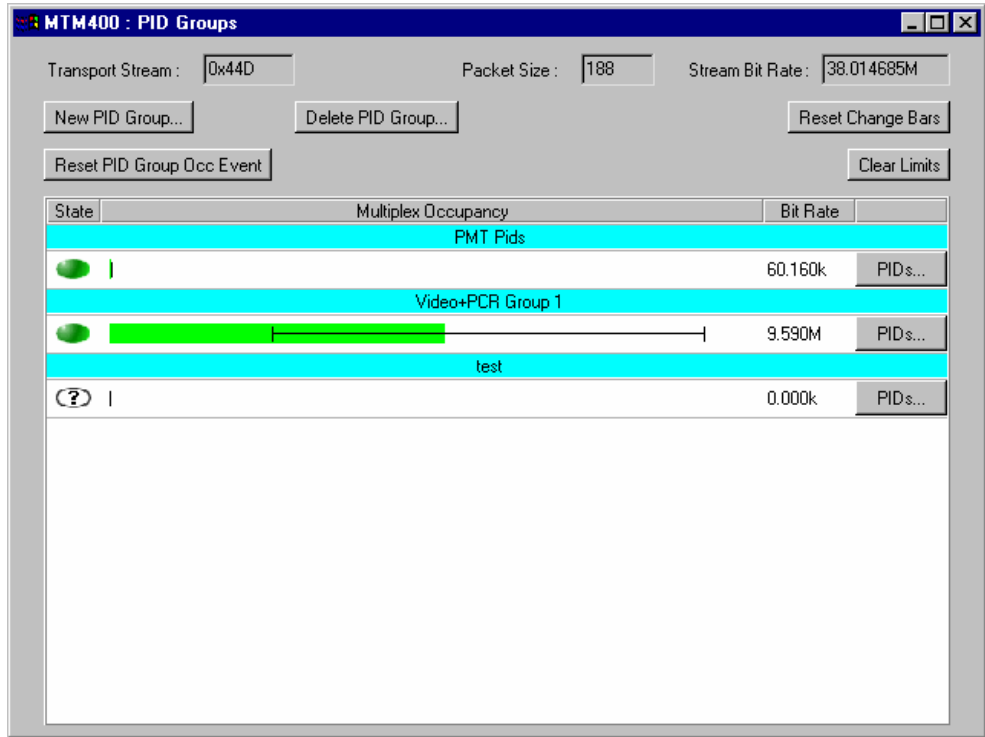 MTM400 : PID Groups
Transport Stream : 0x44D Packet Size : 188 Stream Bit Rate : 38.014685M
New PID Group... Delete PID Group... Reset Change Bars
Reset PID Group Occ Event Clear Limits
State Multiplex Occupancy Bit Rate
PMT Pids
60.160k PIDs...
Video+PCR Group 1
9.590M PIDs...
test
(?) 0.000k PIDs...